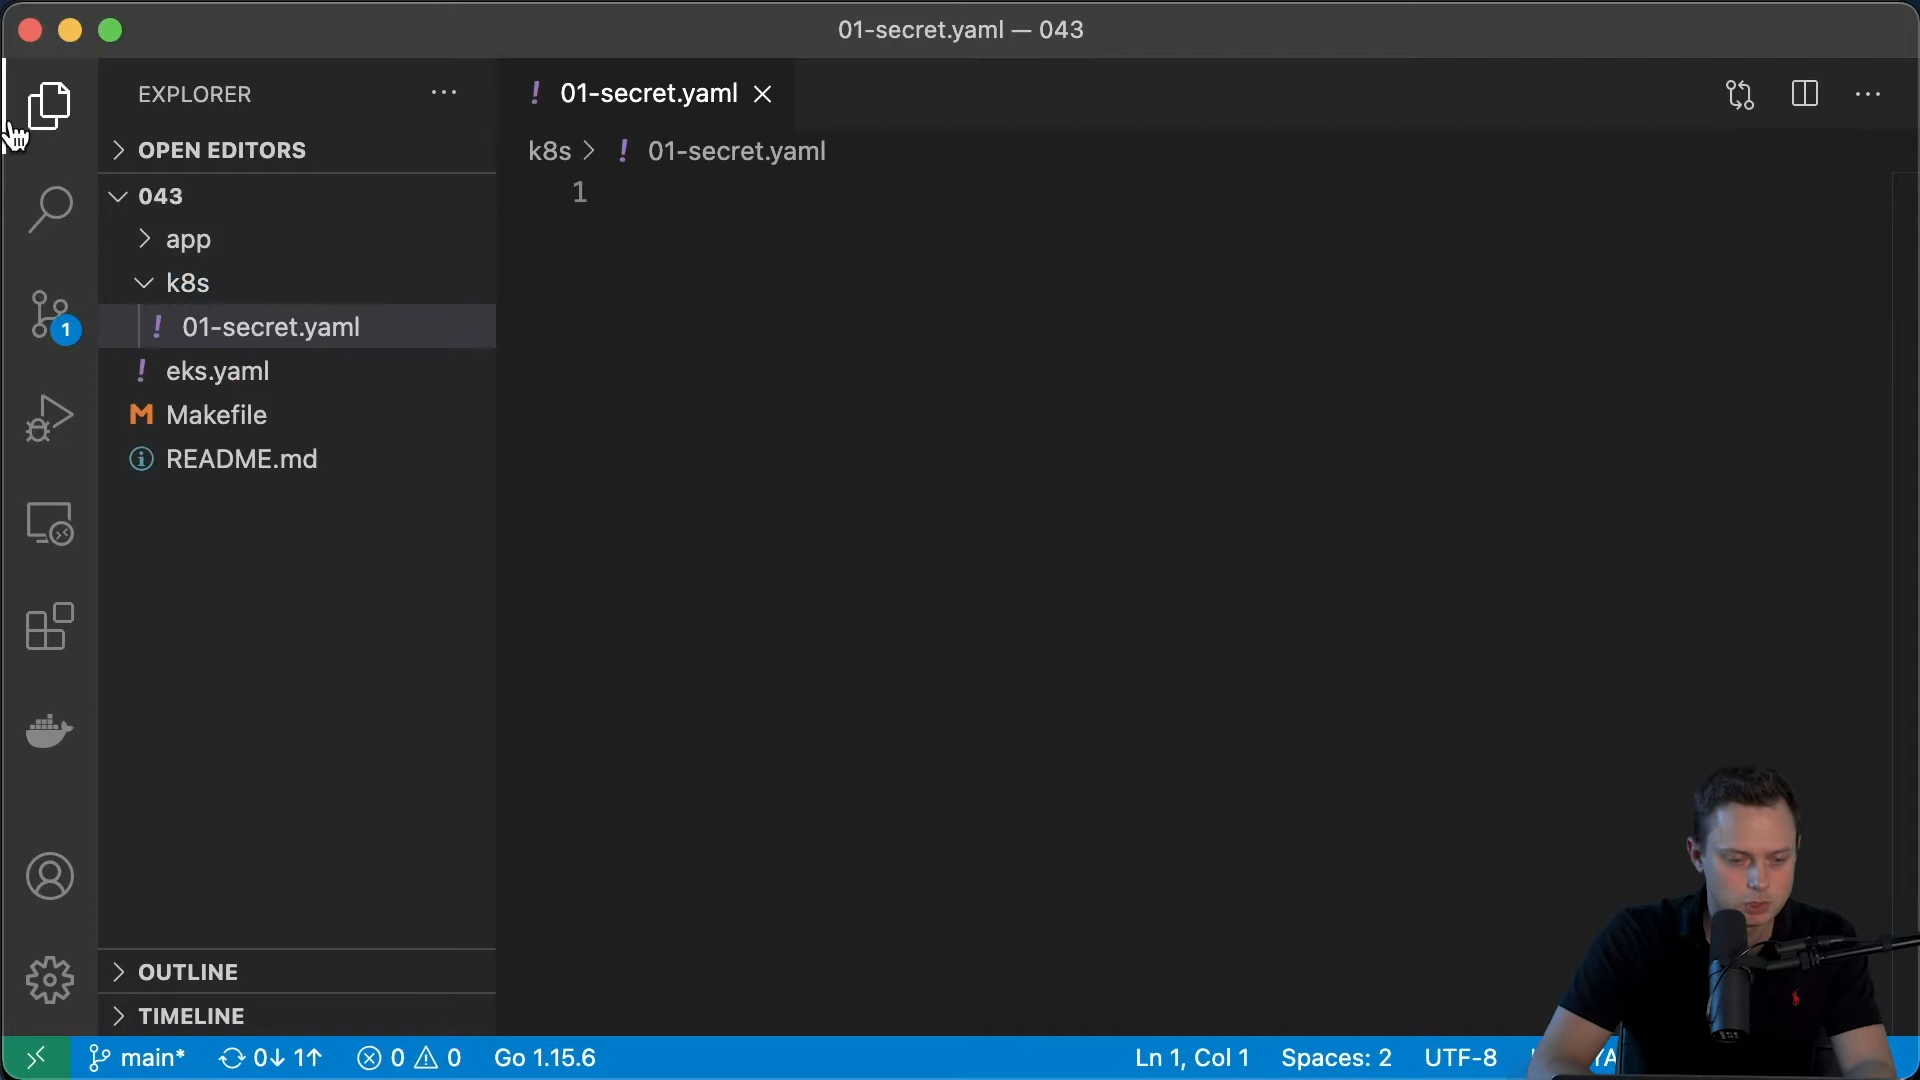 01-secret.yaml — 043
EXPLORER
OPEN EDITORS
043
app
k8s
01-secret.yaml
eks.yaml
Makefile
README.md
OUTLINE
TIMELINE
01-secret.yaml
k8s > 01-secret.yaml
1
1
main* 0↓ 1↑ 0 0 Go 1.15.6 Ln 1, Col 1 Spaces: 2 UTF-8